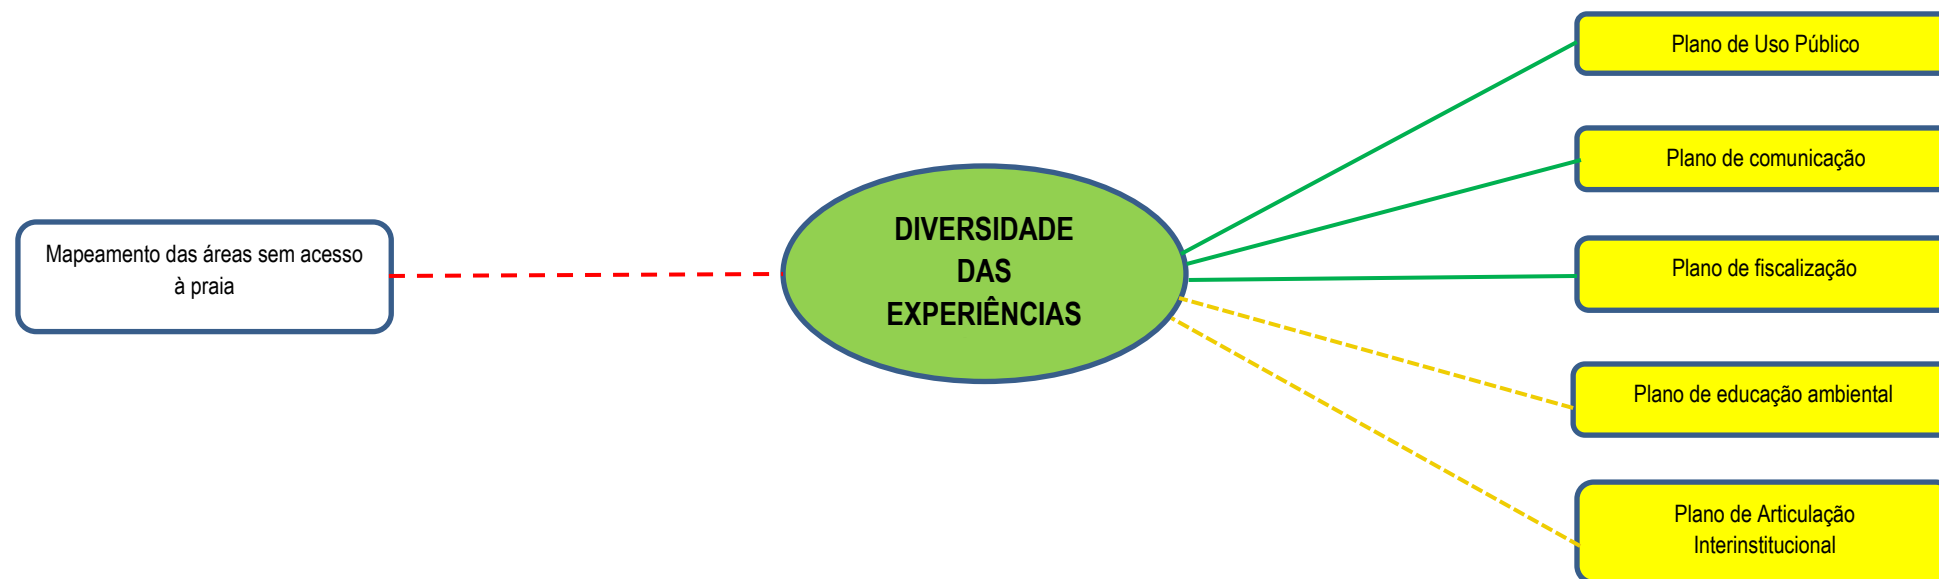 Mapeamento das áreas sem acesso
à praia
DIVERSIDADE
DAS
EXPERIÊNCIAS
Plano de Uso Público
Plano de comunicação
Plano de fiscalização
Plano de educação ambiental
Plano de Articulação
Interinstitucional